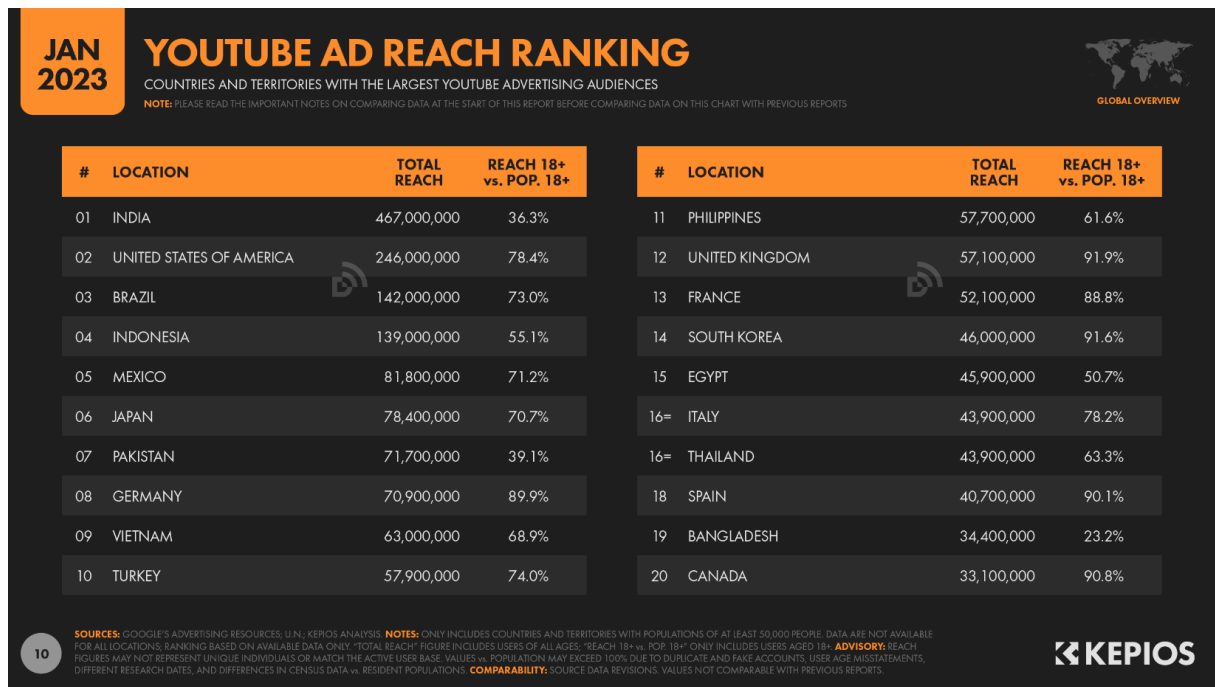 JAN
2023
YOUTUBE AD REACH RANKING
COUNTRIES AND TERRITORIES WITH THE LARGEST YOUTUBE ADVERTISING AUDIENCES
NOTE: PLEASE READ THE IMPORTANT NOTES ON COMPARING DATA AT THE START OF THIS REPORT BEFORE COMPARING DATA ON THIS CHART WITH PREVIOUS REPORTS
GLOBAL OVERVIEW
# LOCATION TOTAL REACH REACH 18+ vs. POP. 18+
01 INDIA 467,000,000 36.3%
02 UNITED STATES OF AMERICA 246,000,000 78.4%
03 BRAZIL 142,000,000 73.0%
04 INDONESIA 139,000,000 55.1%
05 MEXICO 81,800,000 71.2%
06 JAPAN 78,400,000 70.7%
07 PAKISTAN 71,700,000 39.1%
08 GERMANY 70,900,000 89.9%
09 VIETNAM 63,000,000 68.9%
10 TURKEY 57,900,000 74.0%
# LOCATION TOTAL REACH REACH 18+ vs. POP. 18+
11 PHILIPPINES 57,700,000 61.6%
12 UNITED KINGDOM 57,100,000 91.9%
13 FRANCE 52,100,000 88.8%
14 SOUTH KOREA 46,000,000 91.6%
15 EGYPT 45,900,000 50.7%
16= ITALY 43,900,000 78.2%
16= THAILAND 43,900,000 63.3%
18 SPAIN 40,700,000 90.1%
19 BANGLADESH 34,400,000 23.2%
20 CANADA 33,100,000 90.8%
10
SOURCES: GOOGLE'S ADVERTISING RESOURCES; U.N.; KEPIOS ANALYSIS. NOTES: ONLY INCLUDES COUNTRIES AND TERRITORIES WITH POPULATIONS OF AT LEAST 50,000 PEOPLE. DATA ARE NOT AVAILABLE
FOR ALL LOCATIONS; RANKING BASED ON AVAILABLE DATA ONLY. "TOTAL REACH" FIGURE INCLUDES USERS OF ALL AGES; "REACH 18+ vs. POP. 18+" ONLY INCLUDES USERS AGED 18+. ADVISORY: REACH
FIGURES MAY NOT REPRESENT UNIQUE INDIVIDUALS OR MATCH THE ACTIVE USER BASE. VALUES vs. POPULATION MAY EXCEED 100% DUE TO DUPLICATE AND FAKE ACCOUNTS, USER AGE MISSTATEMENTS,
DIFFERENT RESEARCH DATES, AND DIFFERENCES IN CENSUS DATA vs. RESIDENT POPULATIONS. COMPARABILITY: SOURCE DATA REVISIONS. VALUES NOT COMPARABLE WITH PREVIOUS REPORTS.
KEPIOS